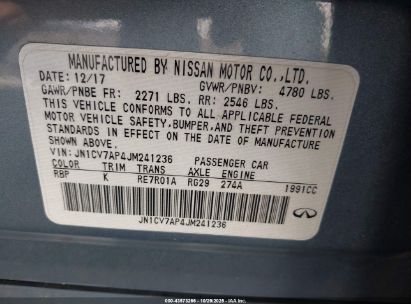 MANUFACTURED BY NISSAN MOTOR CO.,LTD.
DATE: 12/17 GVWR/PNBV: 4780 LBS.
GAWR/PNBE FR: 2271 LBS. RR: 2546 LBS.
THIS VEHICLE CONFORMS TO ALL APPLICABLE FEDERAL
MOTOR VEHICLE SAFETY,BUMPER,AND THEFT PREVENTION
STANDARDS IN EFFECT ON THE DATE OF MANUFACTURE
SHOWN ABOVE.
VIN: JN1CV7AP4JM241236 PASSENGER CAR
COLOR TRIM TRANS AXLE ENGINE
RBP K RE7R01A RG29 274A 1991CC
JN1CV7AP4JM241236
INFINITI